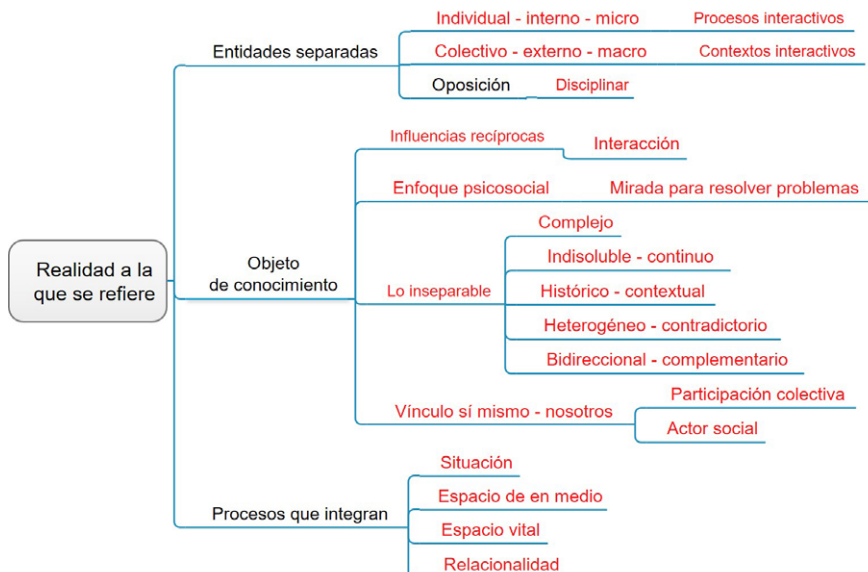 Realidad a la
que se refiere
Entidades separadas
Individual - interno - micro
Procesos interactivos
Colectivo - externo - macro
Contextos interactivos
Oposición
Disciplinar
Objeto
de conocimiento
Influencias recíprocas
Interacción
Enfoque psicosocial
Mirada para resolver problemas
Lo inseparable
Complejo
Indisoluble - continuo
Histórico - contextual
Heterogéneo - contradictorio
Bidireccional - complementario
Vínculo sí mismo - nosotros
Participación colectiva
Actor social
Procesos que integran
Situación
Espacio de en medio
Espacio vital
Relacionalidad